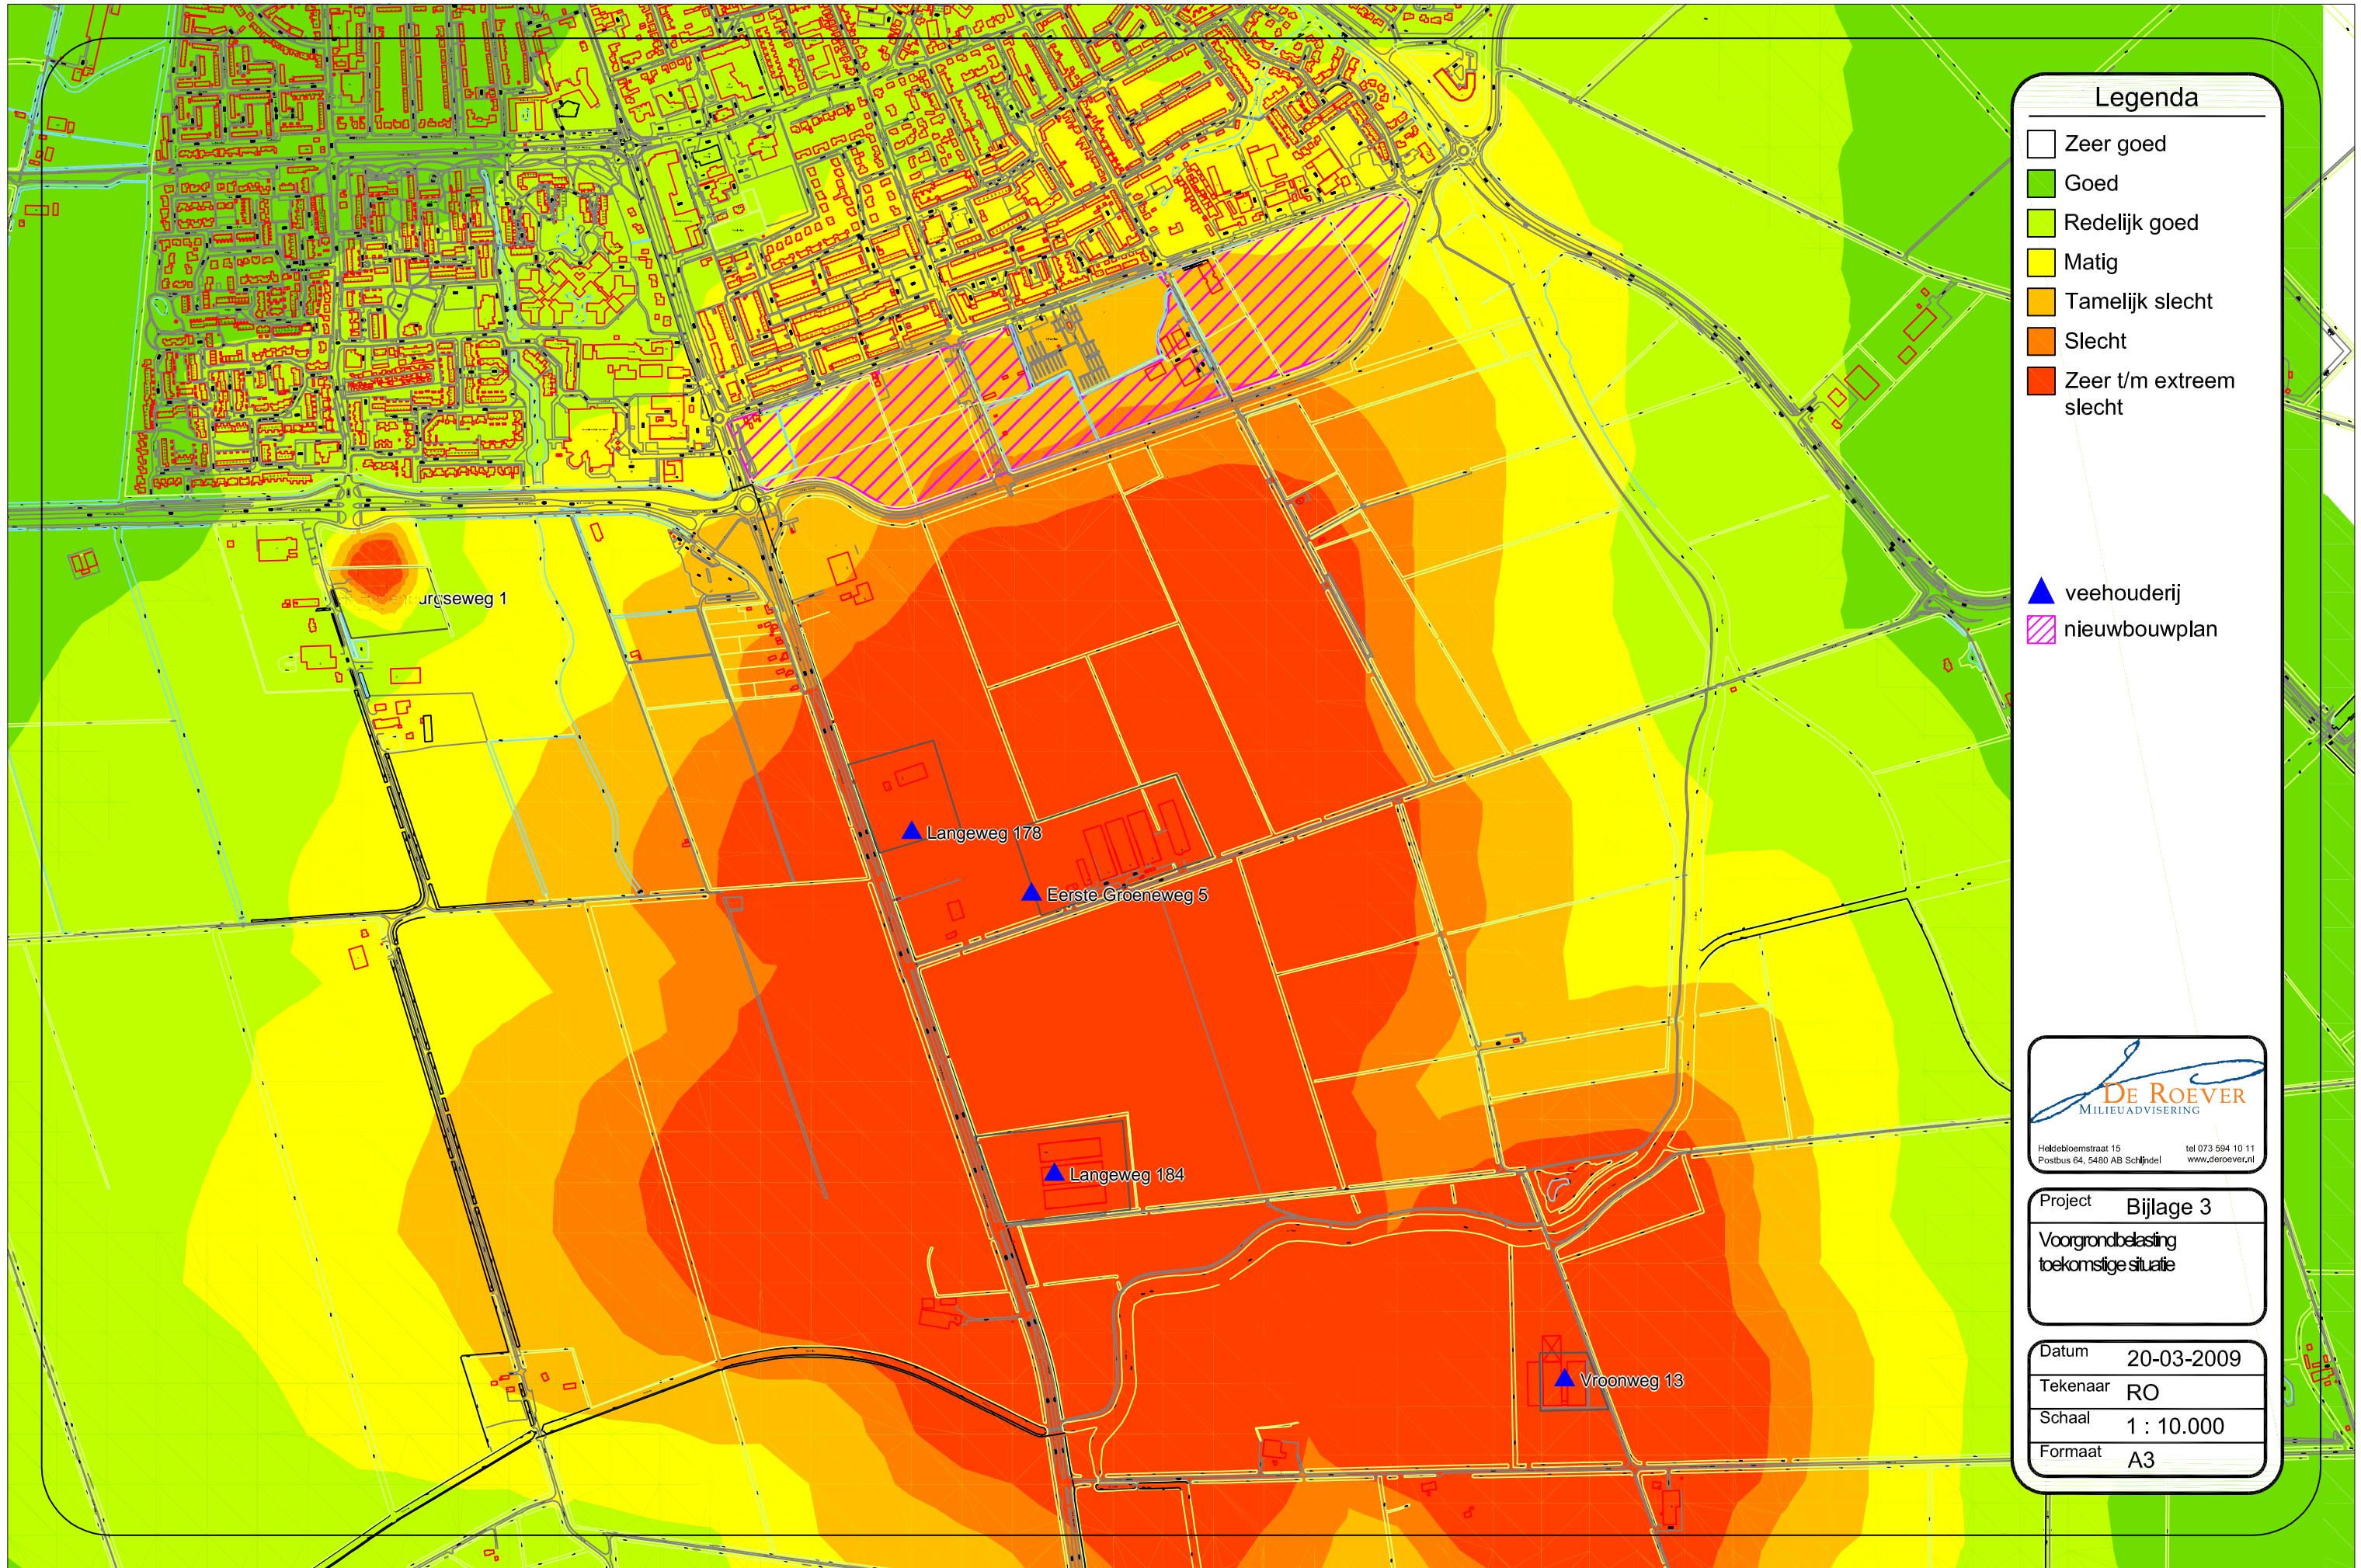 Legenda
Zeer goed
Goed
Redelijk goed
Matig
Tamelijk slecht
Slecht
Zeer t/m extreem
slecht
veehouderij
nieuwbouwplan
urgseweg 1
Langeweg 178
Eerste Groeneweg 5
Langeweg 184
Vroonweg 13
DE ROEVER
MILIEUADVISERING
Heldebloemstraat 15 tel 073 594 10 11
Postbus 64, 5480 AB Schijndel www.deroever.nl
Project Bijlage 3
Voorgrondbelasting
toekomstige situatie
Datum 20-03-2009
Tekenaar RO
Schaal 1 : 10.000
Formaat A3